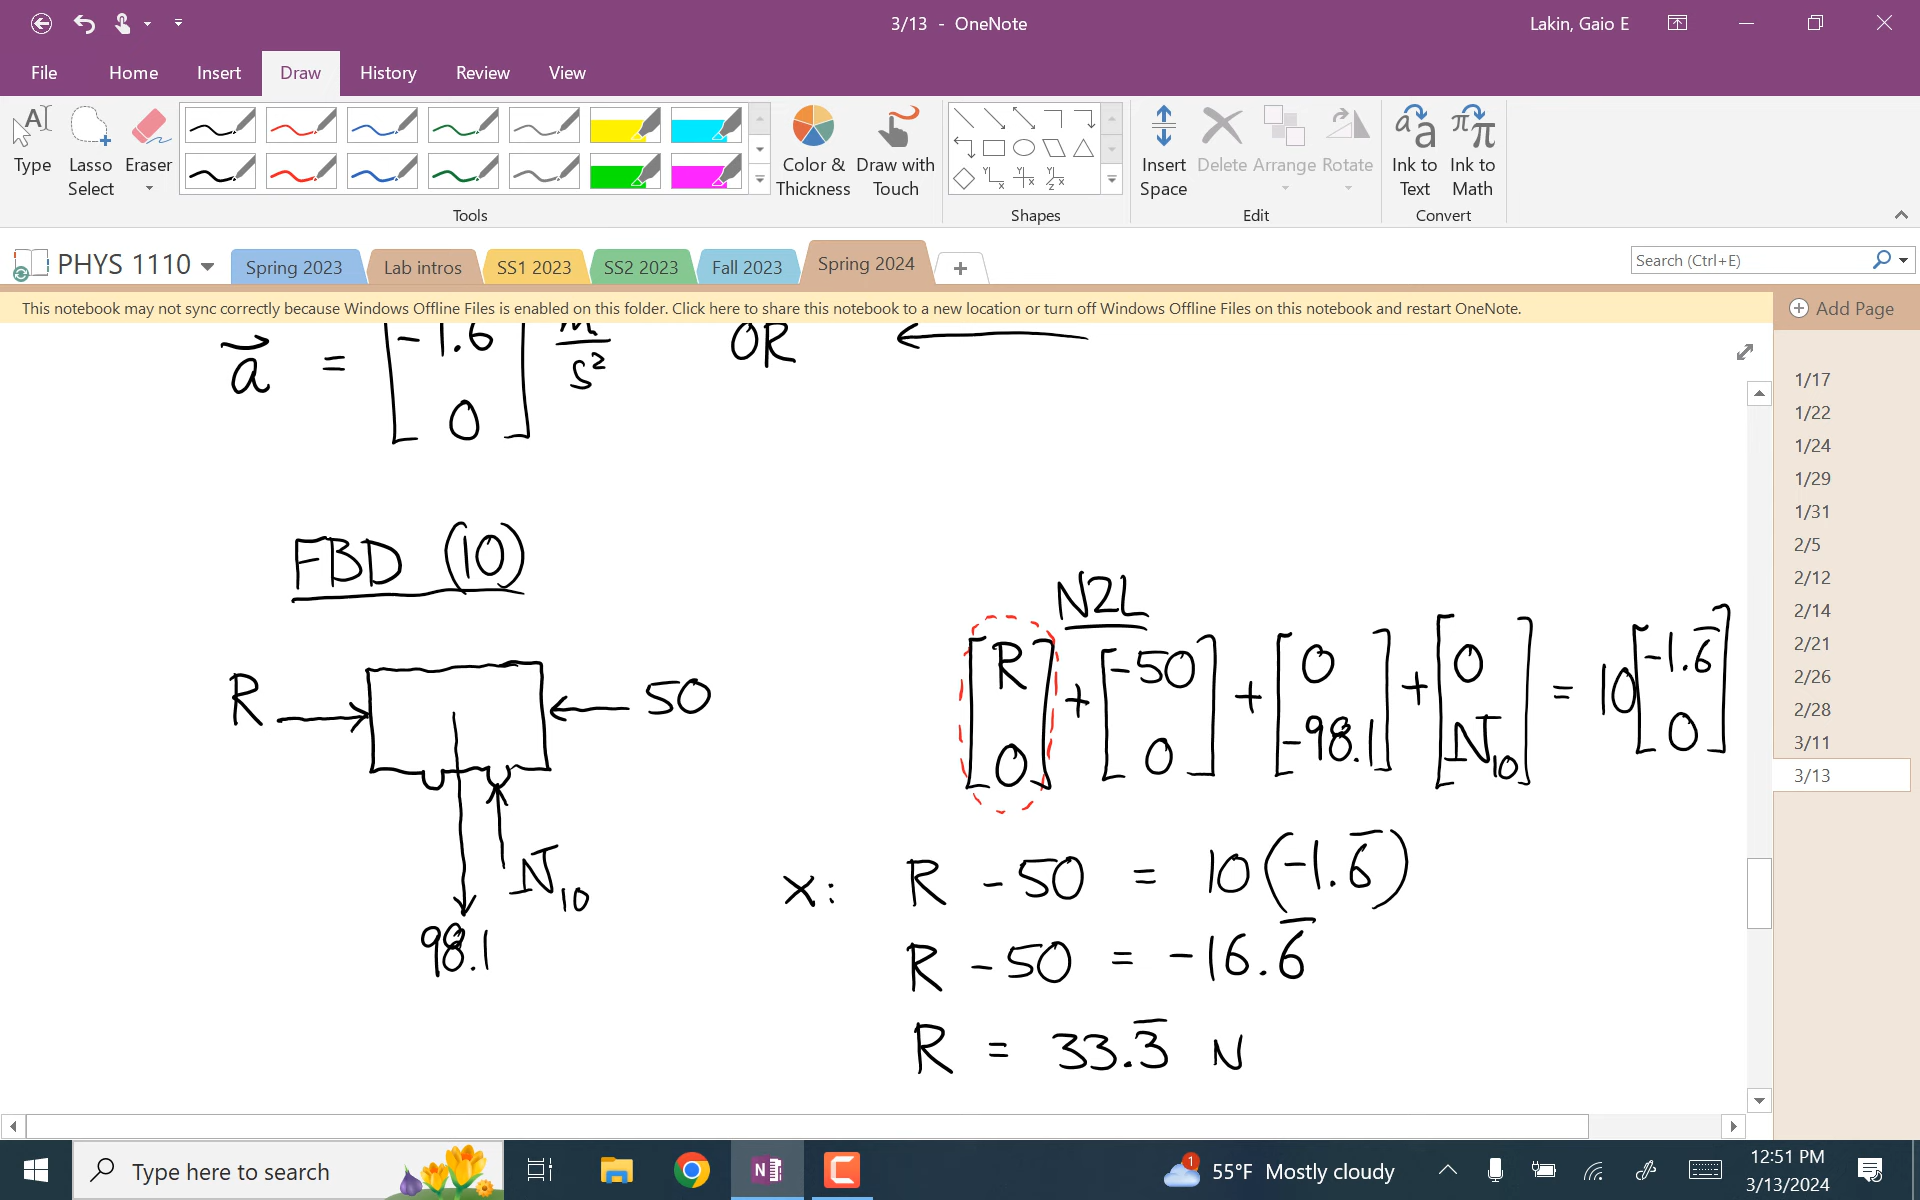 3/13 - OneNote
Lakin, Gaio E
File Home Insert Draw History Review View
Type
Lasso Select
Eraser
Color & Thickness
Draw with Touch
Insert Space
Delete
Arrange
Rotate
Ink to Text
Ink to Math
Tools
Shapes
Edit
Convert
PHYS 1110
Spring 2023
Lab intros
SS1 2023
SS2 2023
Fall 2023
Spring 2024
Search (Ctrl+E)
This notebook may not sync correctly because Windows Offline Files is enabled on this folder. Click here to share this notebook to a new location or turn off Windows Offline Files on this notebook and restart OneNote.
Add Page
1/17
1/22
1/24
1/29
1/31
2/5
2/12
2/14
2/21
2/26
2/28
3/11
3/13
a⃗ = [-1.6 0] m/s² OR ←
FBD (10)
R → ← 50
N₁₀
98.1
N2L
[R 0] + [-50 0] + [0 -98.1] + [0 N₁₀] = 10[-1.6̅ 0]
x: R - 50 = 10(-1.6̅)
R - 50 = -16.6̅
R = 33.3̅ N
Type here to search
1
55°F Mostly cloudy
12:51 PM
3/13/2024